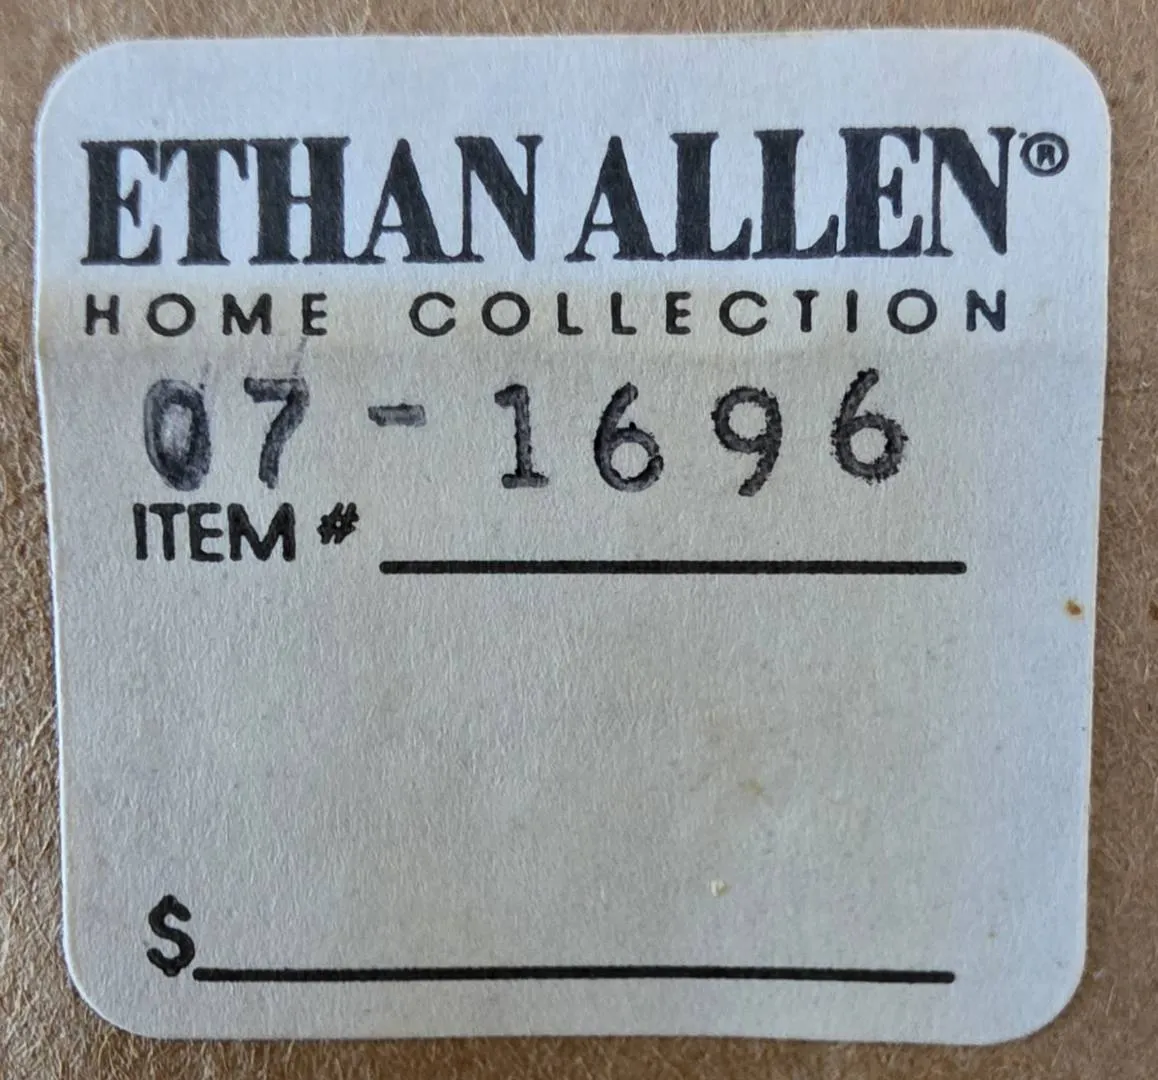 ETHAN ALLEN®
HOME COLLECTION
07-1696
ITEM #
$